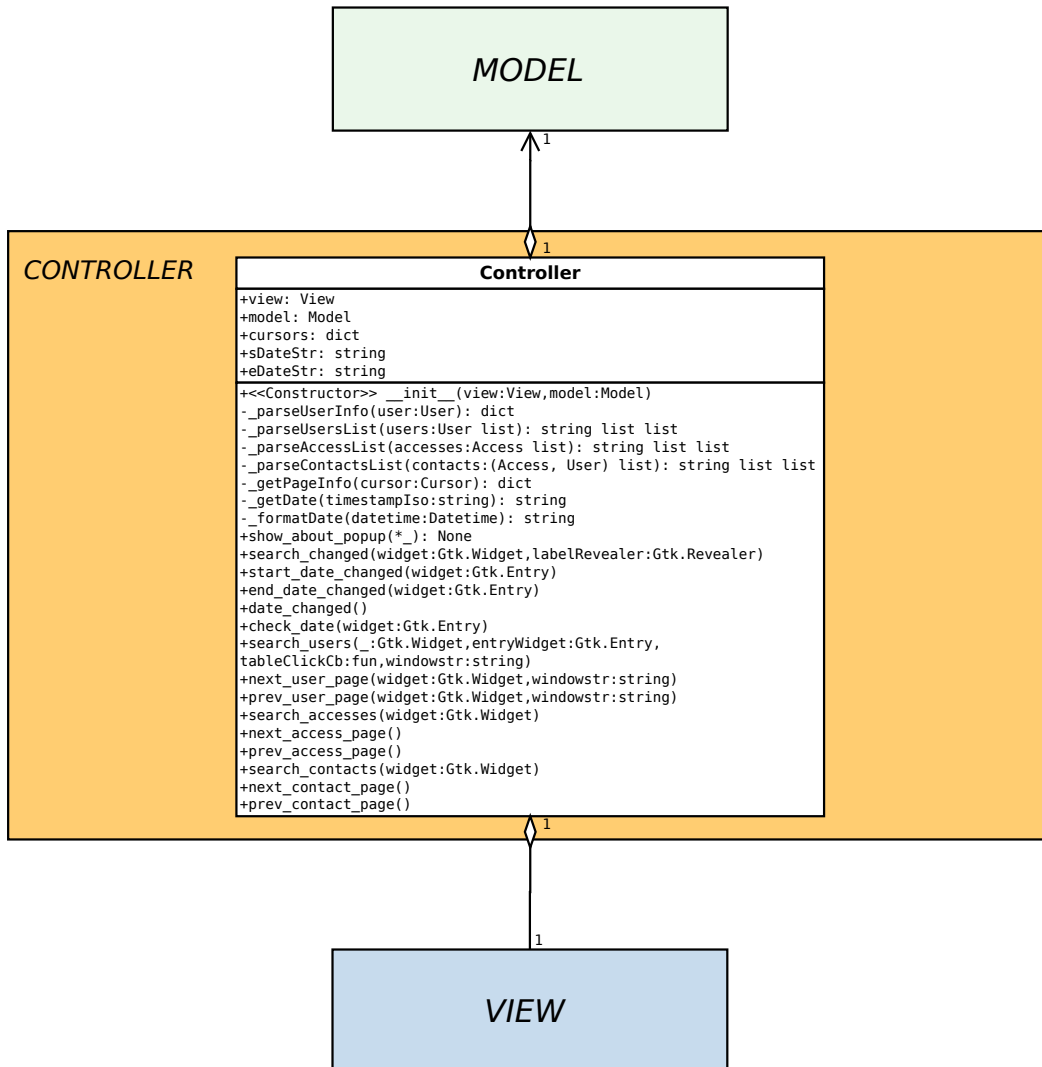 MODEL
1
1
CONTROLLER
Controller
+view: View
+model: Model
+cursors: dict
+sDateStr: string
+eDateStr: string
+<<Constructor>> __init__(view:View,model:Model)
-_parseUserInfo(user:User): dict
-_parseUsersList(users:User list): string list list
-_parseAccessList(accesses:Access list): string list list
-_parseContactsList(contacts:(Access, User) list): string list list
-_getPageInfo(cursor:Cursor): dict
-_getDate(timestampIso:string): string
-_formatDate(datetime:Datetime): string
+show_about_popup(*_): None
+search_changed(widget:Gtk.Widget,labelRevealer:Gtk.Revealer)
+start_date_changed(widget:Gtk.Entry)
+end_date_changed(widget:Gtk.Entry)
+date_changed()
+check_date(widget:Gtk.Entry)
+search_users(_:Gtk.Widget,entryWidget:Gtk.Entry,
tableClickCb:fun,windowstr:string)
+next_user_page(widget:Gtk.Widget,windowstr:string)
+prev_user_page(widget:Gtk.Widget,windowstr:string)
+search_accesses(widget:Gtk.Widget)
+next_access_page()
+prev_access_page()
+search_contacts(widget:Gtk.Widget)
+next_contact_page()
+prev_contact_page()
1
1
VIEW